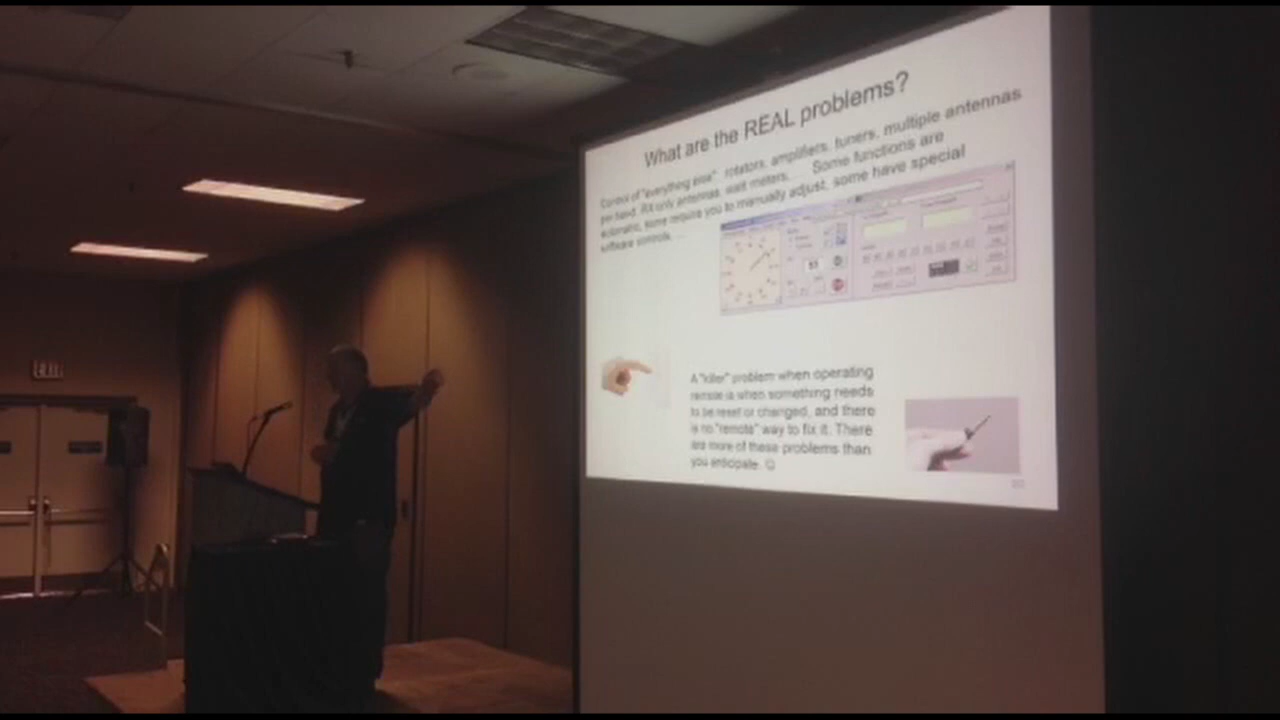 What are the REAL problems?
Control of "everything else": rotators, amplifiers, tuners, multiple antennas
per band, RX only antennas, watt meters, ... Some functions are
automatic, some require you to manually adjust, some have special
software controls. ...
A "killer" problem when operating
remote is when something needs
to be reset or changed, and there
is no "remote" way to fix it. There
are more of these problems than
you anticipate. ☺
EXIT